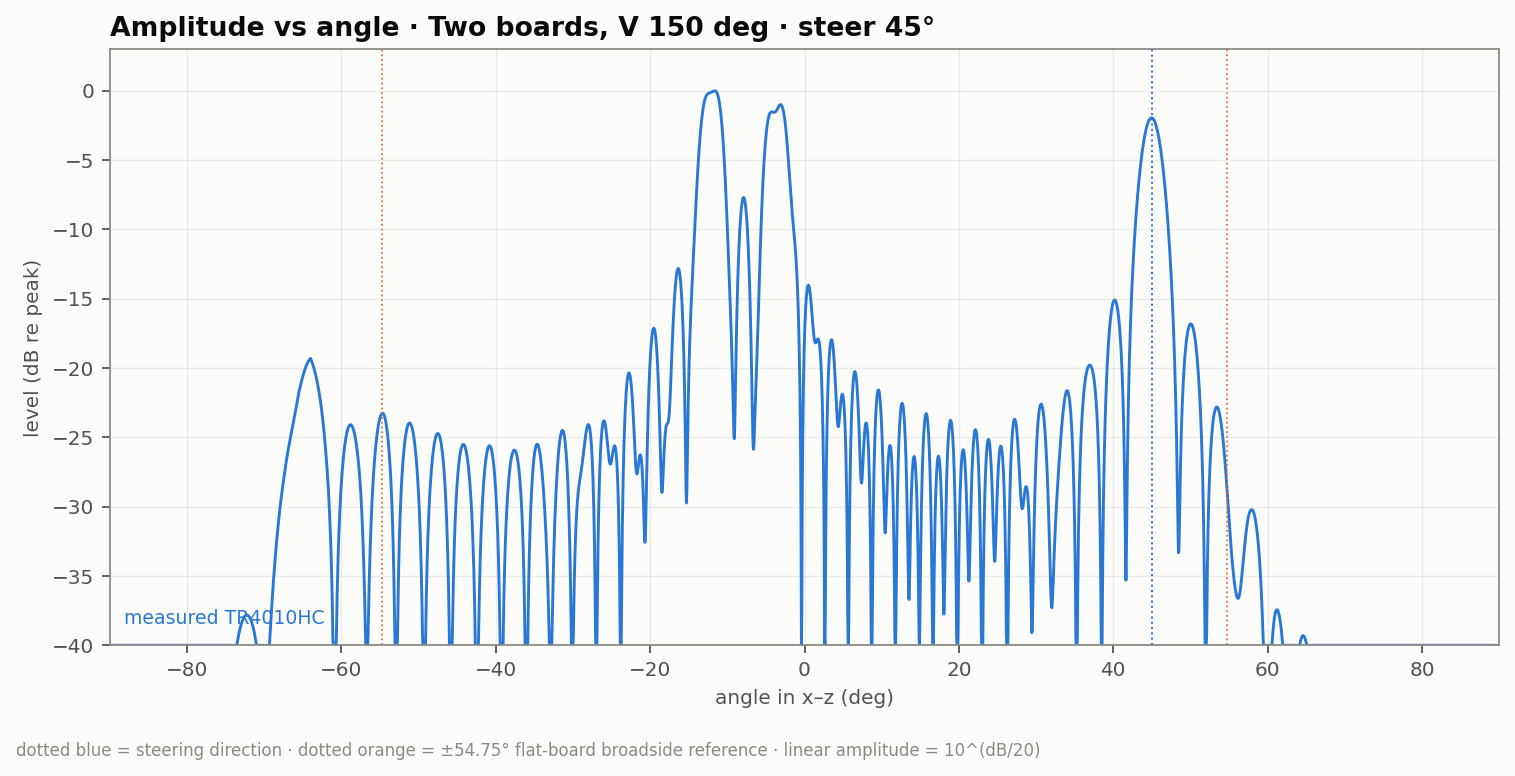 Amplitude vs angle · Two boards, V 150 deg · steer 45°
level (dB re peak)
0
−5
−10
−15
−20
−25
−30
−35
−40
measured TR4010HC
−80 −60 −40 −20 0 20 40 60 80
angle in x–z (deg)
dotted blue = steering direction · dotted orange = ±54.75° flat-board broadside reference · linear amplitude = 10^(dB/20)